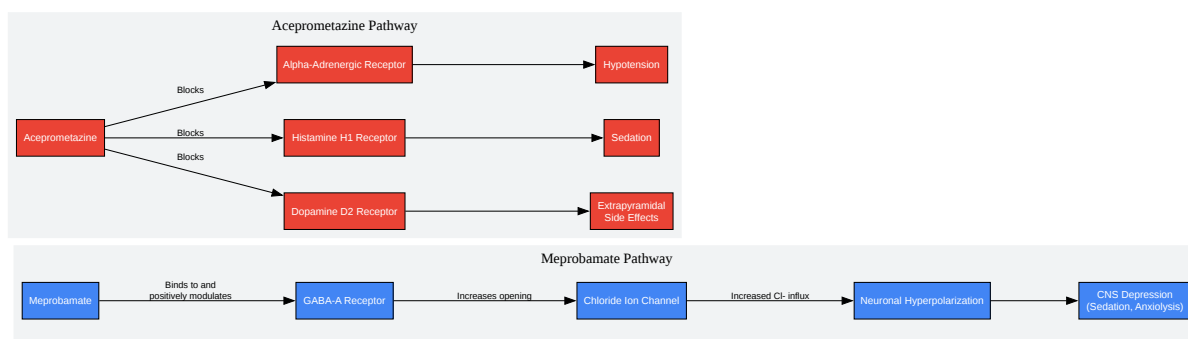 Aceprometazine Pathway
Alpha-Adrenergic Receptor
Hypotension
Blocks
Aceprometazine
Blocks
Histamine H1 Receptor
Sedation
Blocks
Dopamine D2 Receptor
Extrapyramidal
Side Effects
Meprobamate Pathway
Meprobamate
Binds to and
positively modulates
GABA-A Receptor
Increases opening
Chloride Ion Channel
Increased Cl- influx
Neuronal Hyperpolarization
CNS Depression
(Sedation, Anxiolysis)